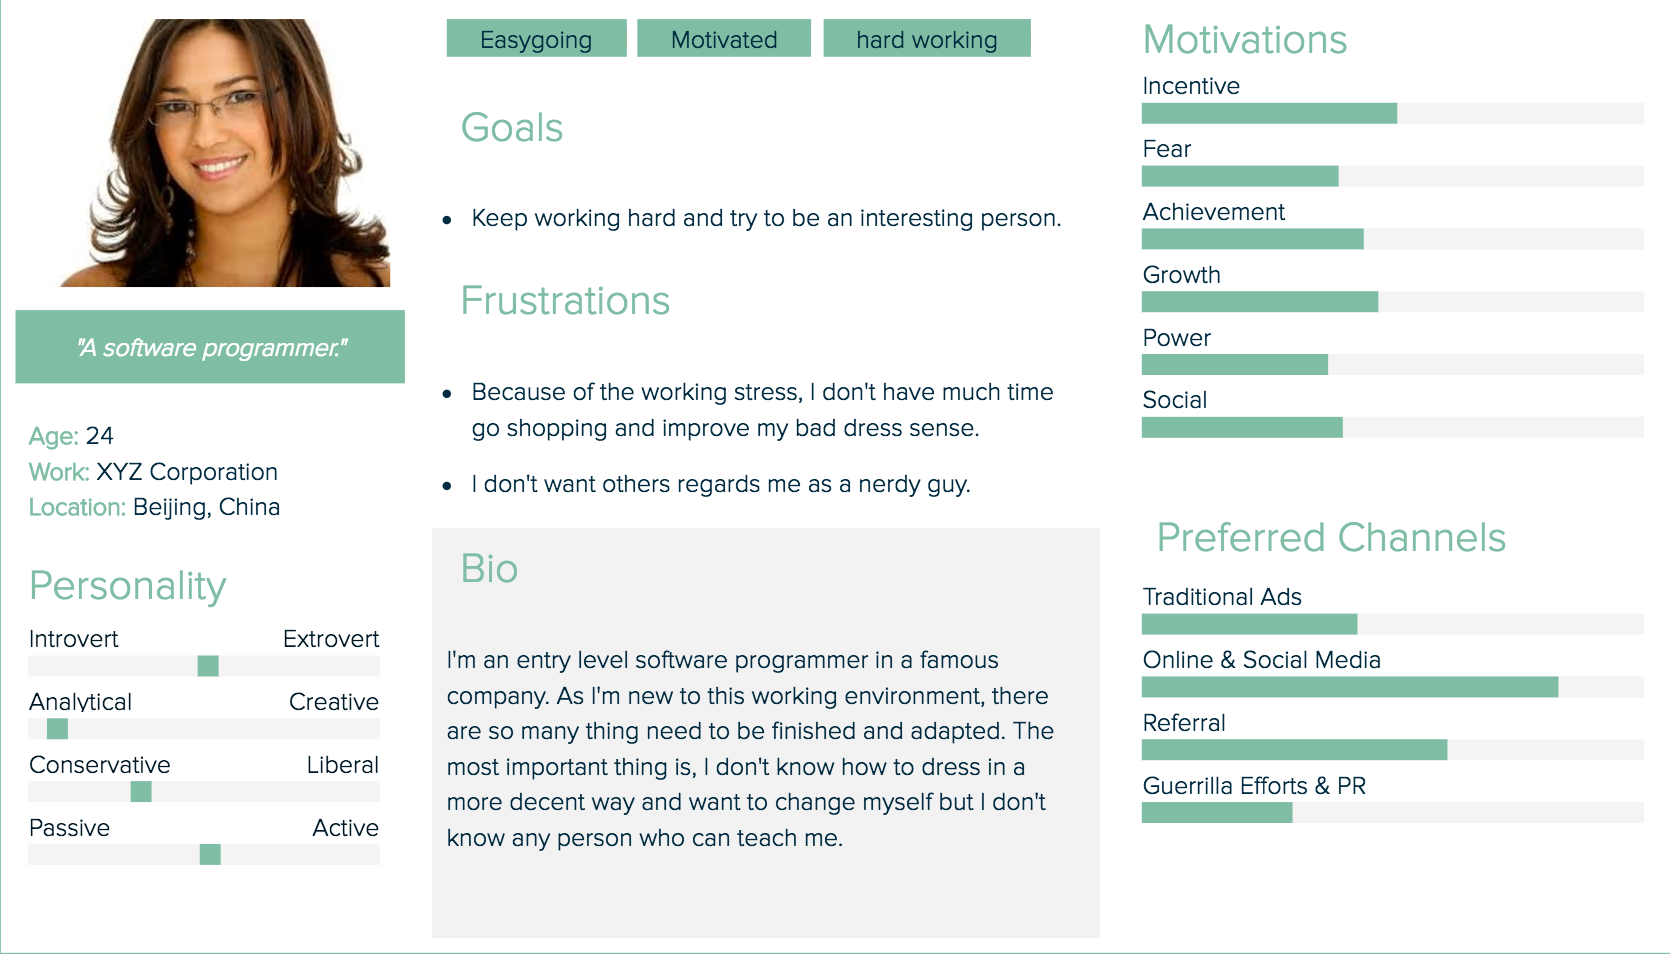 "A software programmer."
Age: 24
Work: XYZ Corporation
Location: Beijing, China
Personality
Introvert Extrovert
Analytical Creative
Conservative Liberal
Passive Active
Easygoing Motivated hard working
Goals
• Keep working hard and try to be an interesting person.
Frustrations
• Because of the working stress, I don't have much time
go shopping and improve my bad dress sense.
• I don't want others regards me as a nerdy guy.
Bio
I'm an entry level software programmer in a famous
company. As I'm new to this working environment, there
are so many thing need to be finished and adapted. The
most important thing is, I don't know how to dress in a
more decent way and want to change myself but I don't
know any person who can teach me.
Motivations
Incentive
Fear
Achievement
Growth
Power
Social
Preferred Channels
Traditional Ads
Online & Social Media
Referral
Guerrilla Efforts & PR